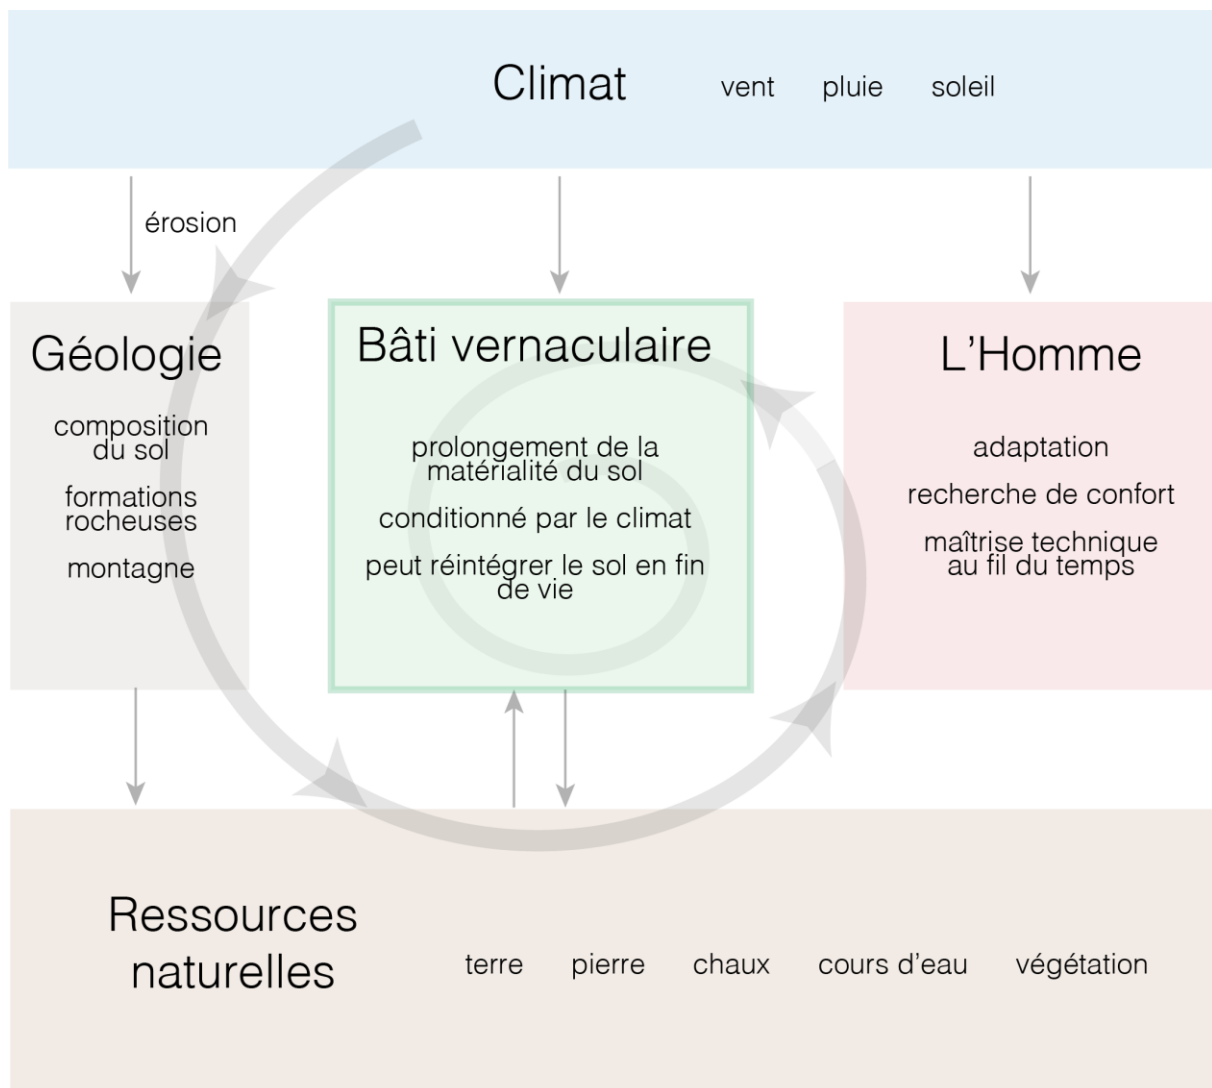 Climat vent pluie soleil
érosion
Géologie
composition
du sol
formations
rocheuses
montagne
Bâti vernaculaire
prolongement de la
matérialité du sol
conditionné par le climat
peut réintégrer le sol en fin
de vie
L'Homme
adaptation
recherche de confort
maîtrise technique
au fil du temps
Ressources
naturelles
terre pierre chaux cours d'eau végétation